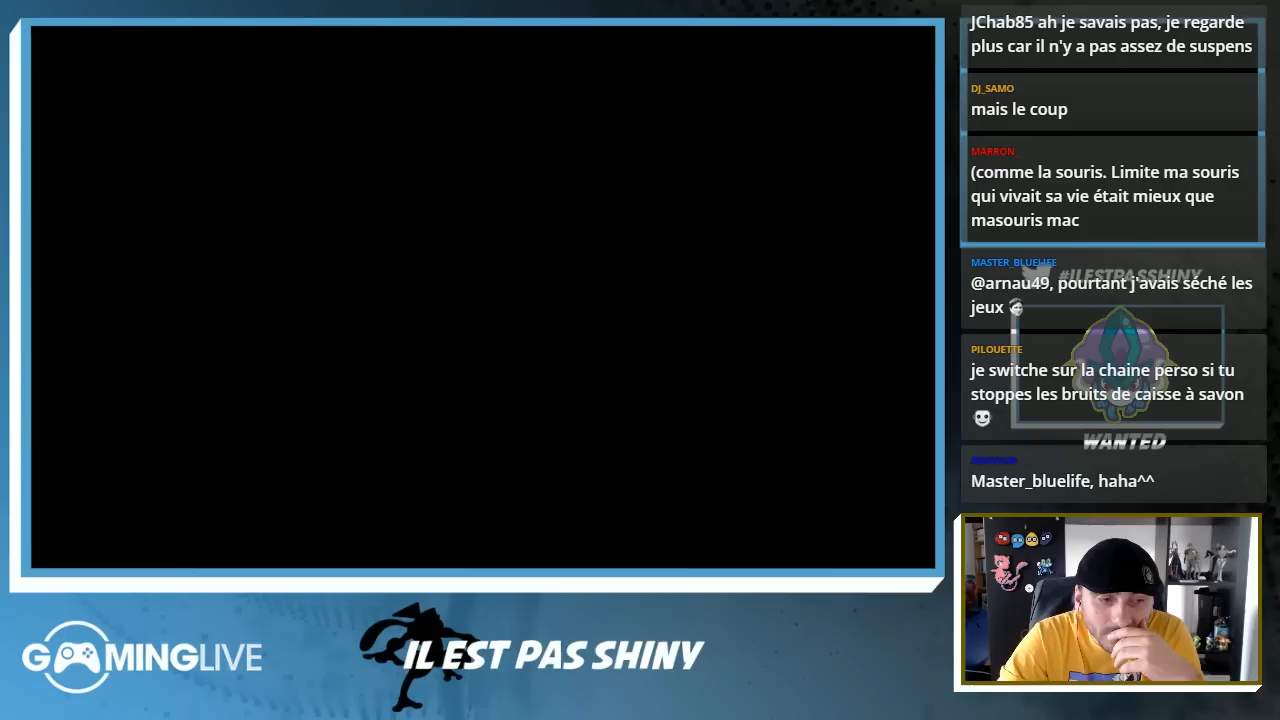 JChab85 ah je savais pas, je regarde
plus car il n'y a pas assez de suspens
DJ_SAMO
mais le coup
MARRON_
(comme la souris. Limite ma souris
qui vivait sa vie était mieux que
masouris mac
MASTER_BLUELIFE
#ILESTPASSHINY
@arnau49, pourtant j'avais séché les
jeux
PILOUETTE
je switche sur la chaine perso si tu
stoppes les bruits de caisse à savon
WANTED
Master_bluelife, haha^^
GAMINGLIVE
IL EST PAS SHINY